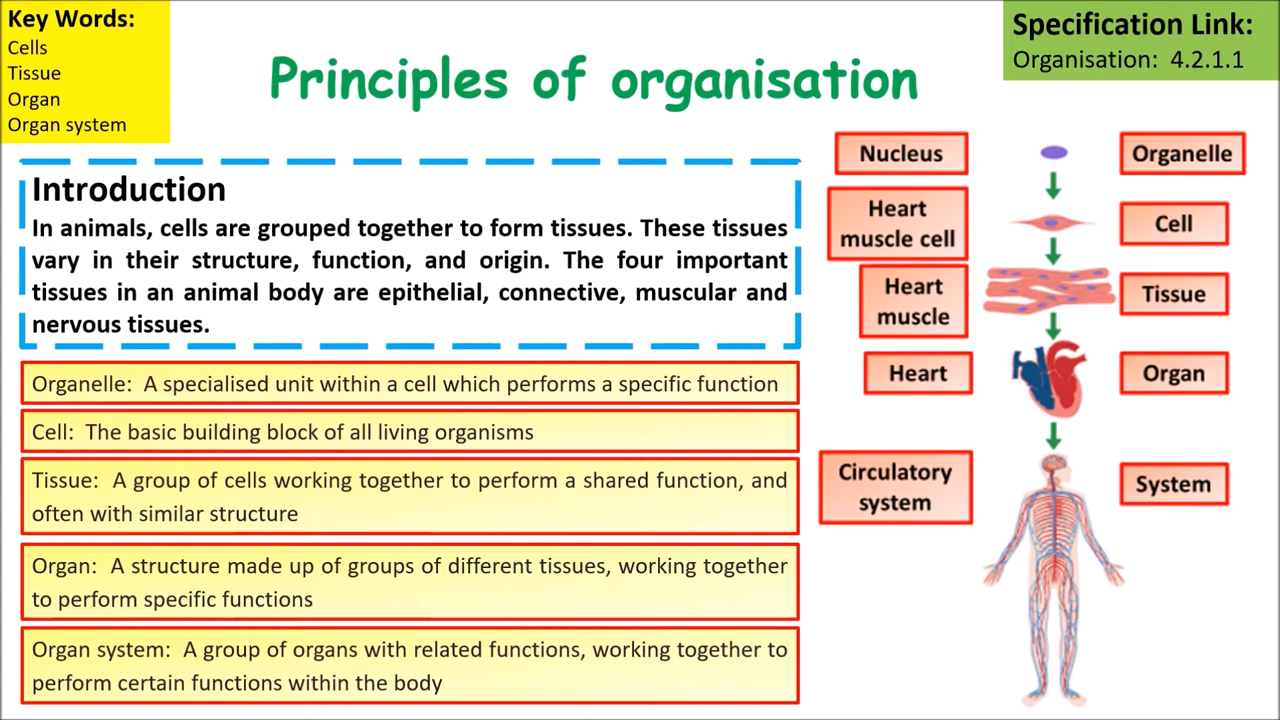 Key Words:
Cells
Tissue
Organ
Organ system
Principles of organisation
Specification Link:
Organisation: 4.2.1.1
Introduction
In animals, cells are grouped together to form tissues. These tissues
vary in their structure, function, and origin. The four important
tissues in an animal body are epithelial, connective, muscular and
nervous tissues.
Organelle: A specialised unit within a cell which performs a specific function
Cell: The basic building block of all living organisms
Tissue: A group of cells working together to perform a shared function, and
often with similar structure
Organ: A structure made up of groups of different tissues, working together
to perform specific functions
Organ system: A group of organs with related functions, working together to
perform certain functions within the body
Nucleus
Organelle
Heart
muscle cell
Cell
Heart
muscle
Tissue
Heart
Organ
Circulatory
system
System